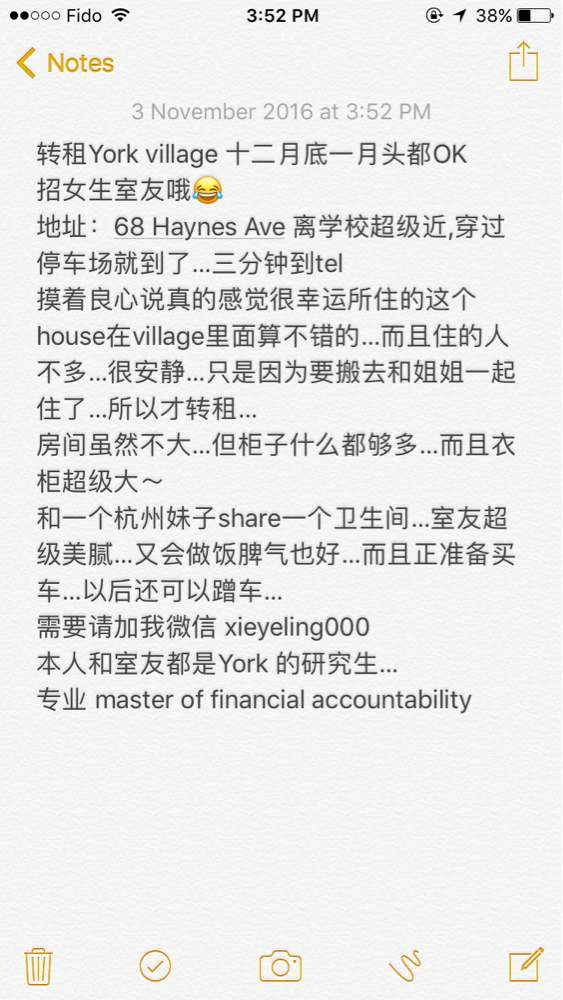 Fido 3:52 PM 38%
Notes
3 November 2016 at 3:52 PM
转租York village 十二月底一月头都OK
招女生室友哦😂
地址：68 Haynes Ave 离学校超级近,穿过
停车场就到了...三分钟到tel
摸着良心说真的感觉很幸运所住的这个
house在village里面算不错的...而且住的人
不多...很安静...只是因为要搬去和姐姐一起
住了...所以才转租...
房间虽然不大...但柜子什么都够多...而且衣
柜超级大～
和一个杭州妹子share一个卫生间...室友超
级美腻...又会做饭脾气也好...而且正准备买
车...以后还可以蹭车...
需要请加我微信 xieyeling000
本人和室友都是York 的研究生...
专业 master of financial accountability